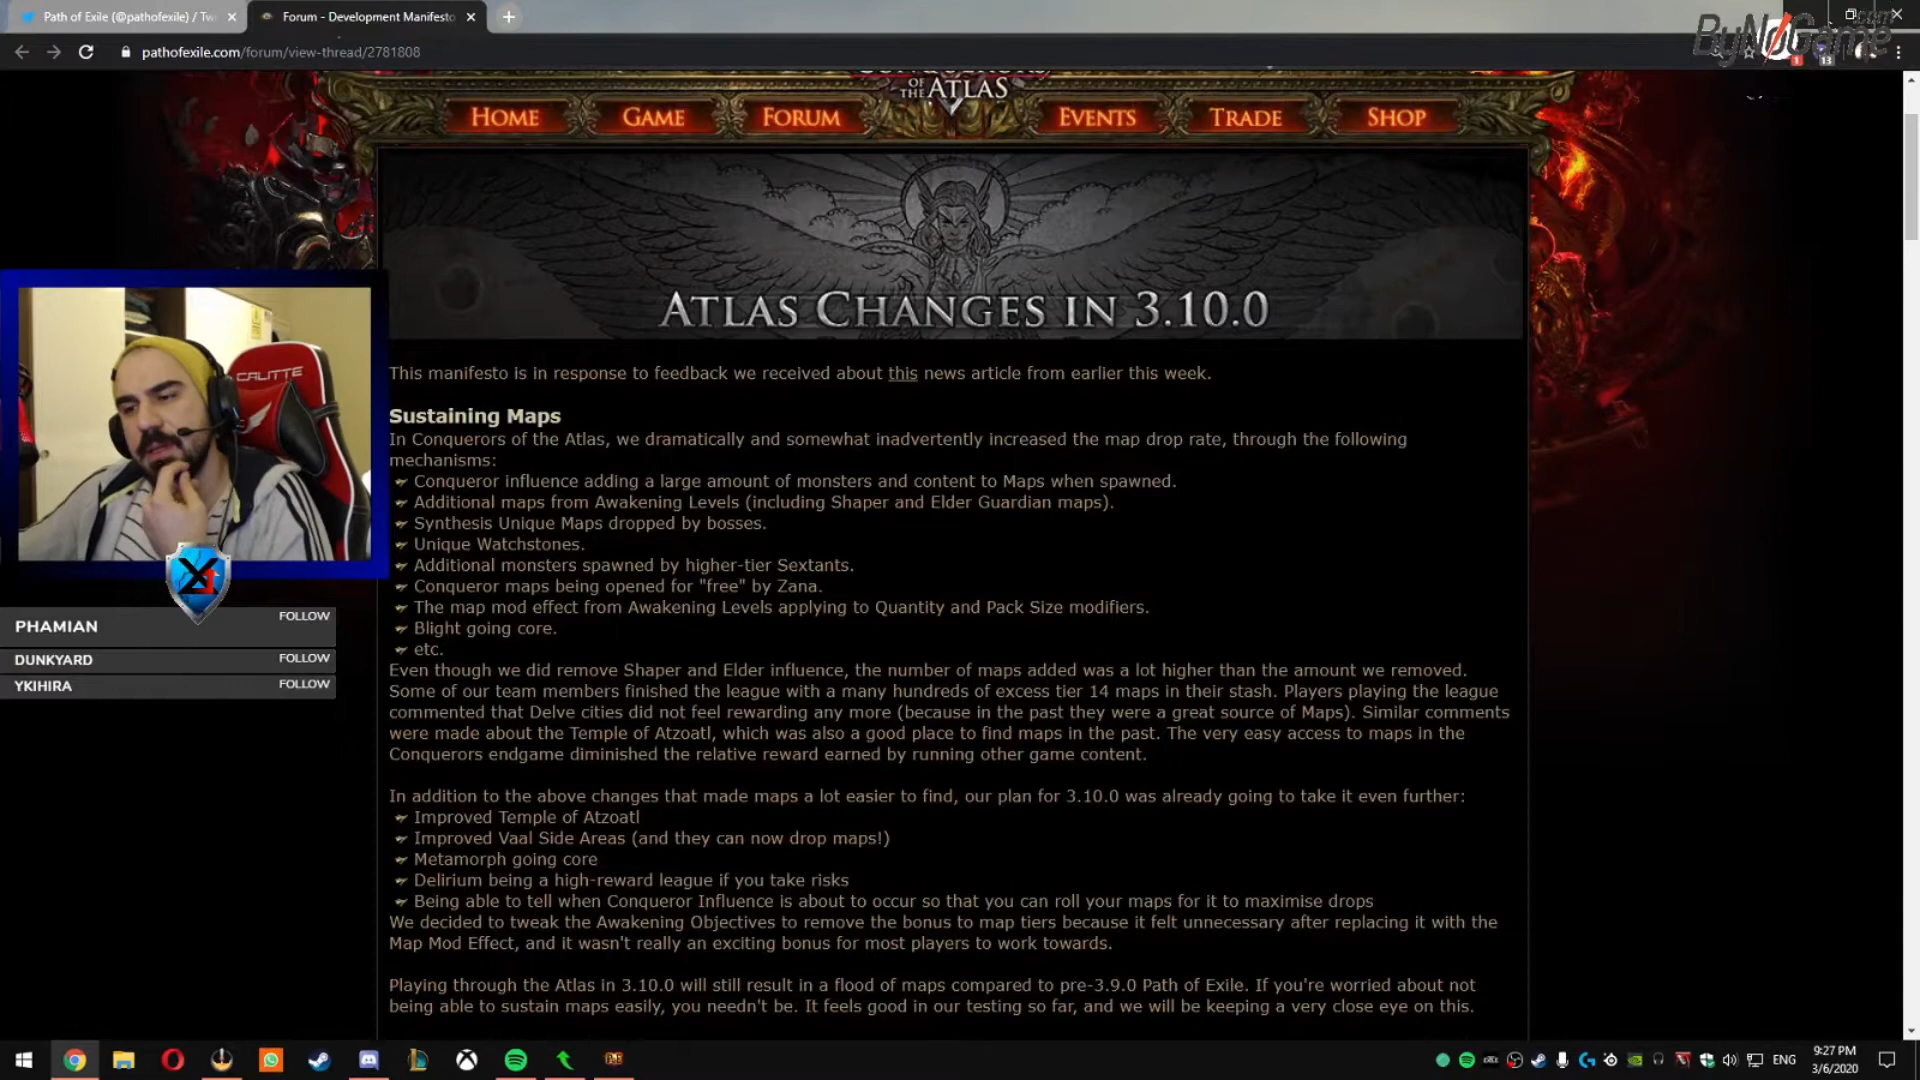 Path of Exile (@pathofexile) / Tw
Forum - Development Manifesto
ByNoGame
.com
pathofexile.com/forum/view-thread/2781808
1
13
OF THE ATLAS
HOME
GAME
FORUM
EVENTS
TRADE
SHOP
ATLAS CHANGES IN 3.10.0
This manifesto is in response to feedback we received about this news article from earlier this week.
Sustaining Maps
In Conquerors of the Atlas, we dramatically and somewhat inadvertently increased the map drop rate, through the following
mechanisms:
Conqueror influence adding a large amount of monsters and content to Maps when spawned.
Additional maps from Awakening Levels (including Shaper and Elder Guardian maps).
Synthesis Unique Maps dropped by bosses.
Unique Watchstones.
Additional monsters spawned by higher-tier Sextants.
Conqueror maps being opened for "free" by Zana.
The map mod effect from Awakening Levels applying to Quantity and Pack Size modifiers.
Blight going core.
etc.
Even though we did remove Shaper and Elder influence, the number of maps added was a lot higher than the amount we removed.
Some of our team members finished the league with a many hundreds of excess tier 14 maps in their stash. Players playing the league
commented that Delve cities did not feel rewarding any more (because in the past they were a great source of Maps). Similar comments
were made about the Temple of Atzoatl, which was also a good place to find maps in the past. The very easy access to maps in the
Conquerors endgame diminished the relative reward earned by running other game content.
In addition to the above changes that made maps a lot easier to find, our plan for 3.10.0 was already going to take it even further:
Improved Temple of Atzoatl
Improved Vaal Side Areas (and they can now drop maps!)
Metamorph going core
Delirium being a high-reward league if you take risks
Being able to tell when Conqueror Influence is about to occur so that you can roll your maps for it to maximise drops
We decided to tweak the Awakening Objectives to remove the bonus to map tiers because it felt unnecessary after replacing it with the
Map Mod Effect, and it wasn't really an exciting bonus for most players to work towards.
Playing through the Atlas in 3.10.0 will still result in a flood of maps compared to pre-3.9.0 Path of Exile. If you're worried about not
being able to sustain maps easily, you needn't be. It feels good in our testing so far, and we will be keeping a very close eye on this.
CALITTE
PHAMIAN FOLLOW
DUNKYARD FOLLOW
YKIHIRA FOLLOW
ENG
9:27 PM
3/6/2020